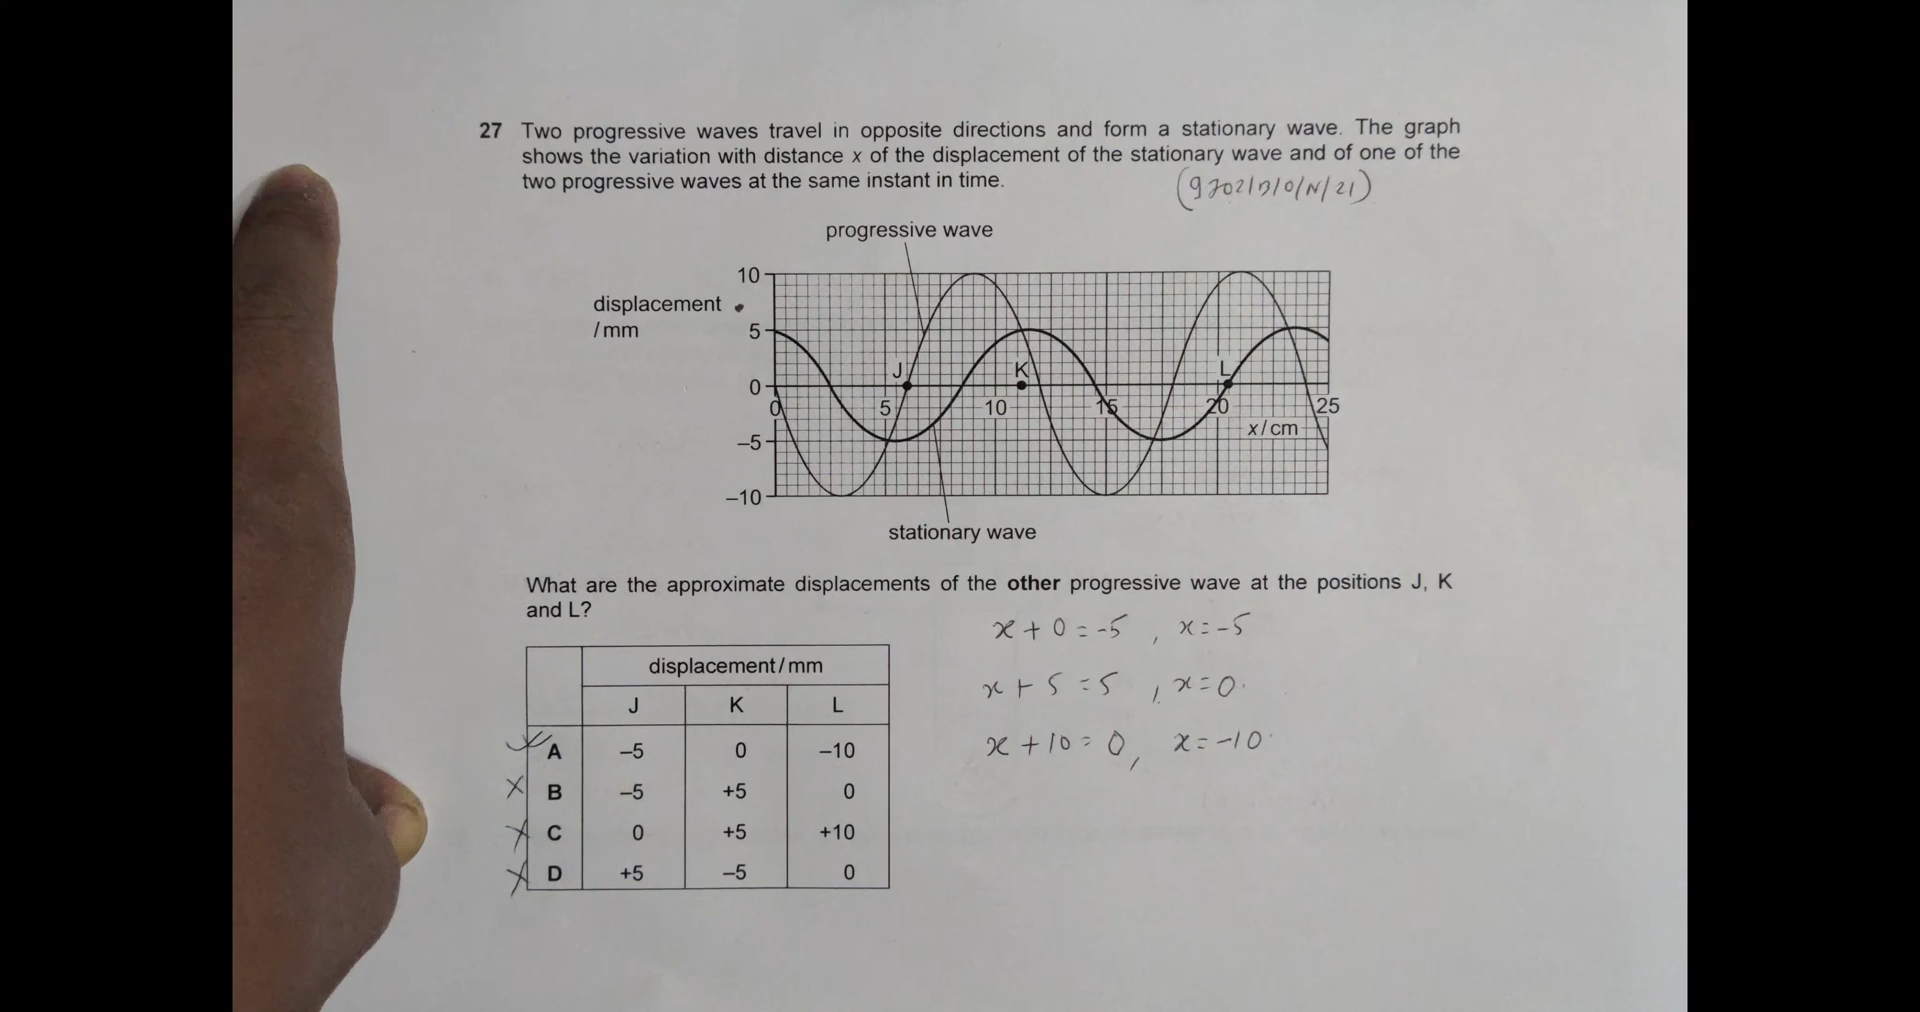 27 Two progressive waves travel in opposite directions and form a stationary wave. The graph
shows the variation with distance x of the displacement of the stationary wave and of one of the
two progressive waves at the same instant in time.
(9702/13/O/N/21)
progressive wave
displacement
/mm
10
5
0
–5
–10
J
K
L
0
5
10
15
20
25
x/cm
stationary wave
What are the approximate displacements of the other progressive wave at the positions J, K
and L?
x + 0 = -5 , x = -5
x + 5 = 5 , x = 0.
x + 10 = 0, x = -10.
displacement/mm
J K L
A –5 0 –10
B –5 +5 0
C 0 +5 +10
D +5 –5 0